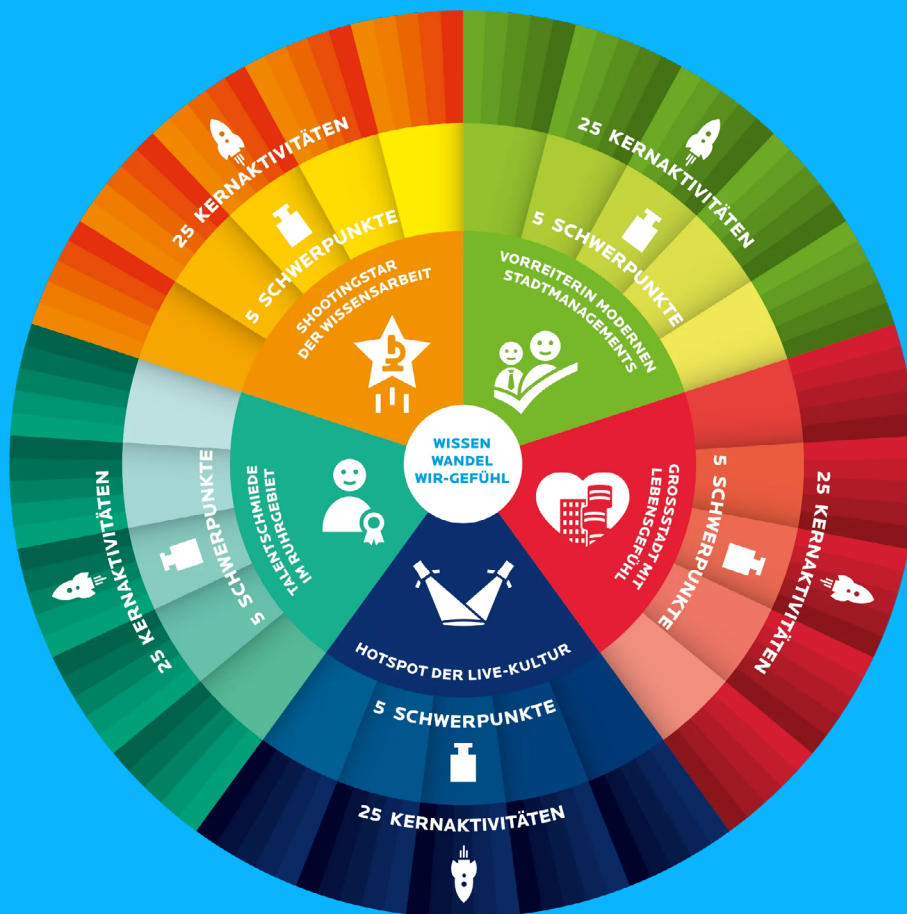 WISSEN
WANDEL
WIR-GEFÜHL
VORREITERIN MODERNEN
STADTMANAGEMENTS
5 SCHWERPUNKTE
25 KERNAKTIVITÄTEN
GROSSSTADT MIT
LEBENSGEFÜHL
5 SCHWERPUNKTE
25 KERNAKTIVITÄTEN
HOTSPOT DER LIVE-KULTUR
5 SCHWERPUNKTE
25 KERNAKTIVITÄTEN
TALENTSCHMIEDE
IM RUHRGEBIET
5 SCHWERPUNKTE
25 KERNAKTIVITÄTEN
SHOOTINGSTAR
DER WISSENSARBEIT
5 SCHWERPUNKTE
25 KERNAKTIVITÄTEN